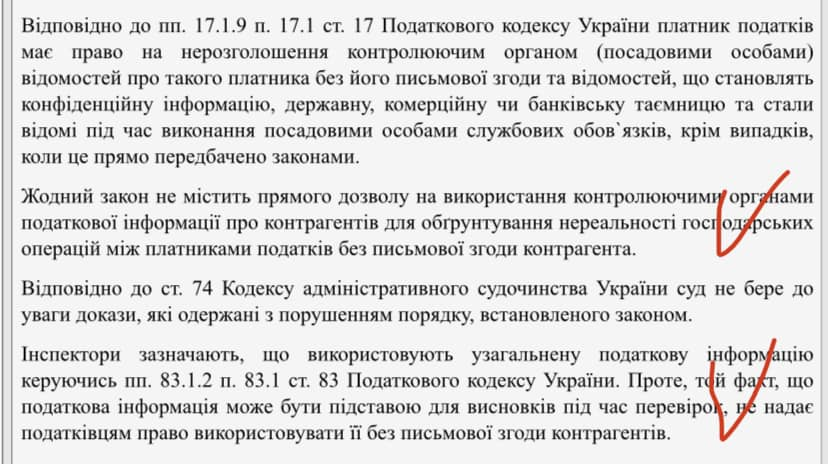 Відповідно до пп. 17.1.9 п. 17.1 ст. 17 Податкового кодексу України платник податків
має право на нерозголошення контролюючим органом (посадовими особами)
відомостей про такого платника без його письмової згоди та відомостей, що становлять
конфіденційну інформацію, державну, комерційну чи банківську таємницю та стали
відомі під час виконання посадовими особами службових обов`язків, крім випадків,
коли це прямо передбачено законами.
Жодний закон не містить прямого дозволу на використання контролюючими органами
податкової інформації про контрагентів для обґрунтування нереальності господарських
операцій між платниками податків без письмової згоди контрагента.
Відповідно до ст. 74 Кодексу адміністративного судочинства України суд не бере до
уваги докази, які одержані з порушенням порядку, встановленого законом.
Інспектори зазначають, що використовують узагальнену податкову інформацію
керуючись пп. 83.1.2 п. 83.1 ст. 83 Податкового кодексу України. Проте, той факт, що
податкова інформація може бути підставою для висновків під час перевірок, не надає
податківцям право використовувати її без письмової згоди контрагентів.